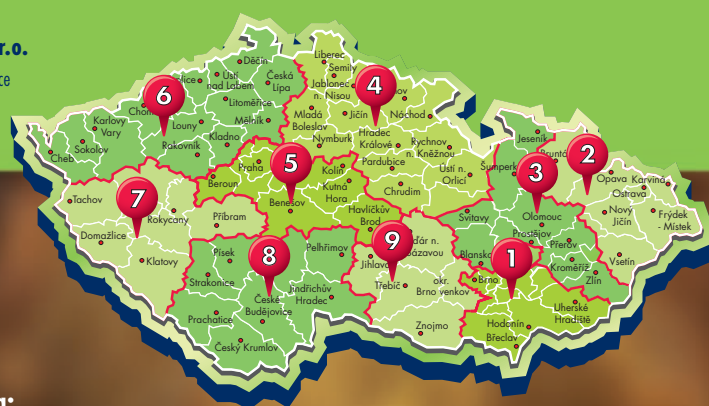 r.o.
ce
Liberec
Děčín
Semily
Ústí
nad Labem
Česká
Lípa
Jablonec
n. Nisou
4
6
Litoměřice
Mladá
Boleslav
Jičín
Náchod
Karlovy
Vary
Louny
Mělník
Hradec
Králové
Jeseník
Sokolov
Rakovník
Kladno
Nymburk
Rychnov
n. Kněžnou
Cheb
Praha
5
Kolín
Pardubice
Ústí n.
Orlicí
Šumperk
3
2
Opava
Karviná
Ostrava
Beroun
Kutná
Hora
Chrudim
Tachov
7
Rokycany
Příbram
Benešov
Havlíčkův
Brod
Svitavy
Olomouc
Nový
Jičín
Frýdek
- Místek
Domažlice
Klatovy
Písek
8
Pelhřimov
9
Prostějov
Přerov
Vsetín
Strakonice
Jihlava
Blansko
1
Kroměříž
Zlín
České
Budějovice
Jindřichův
Hradec
Třebíč
okr.
Brno venkov
Brno
Prachatice
Znojmo
Hodonín
Uherské
Hradiště
Český Krumlov
Břeclav